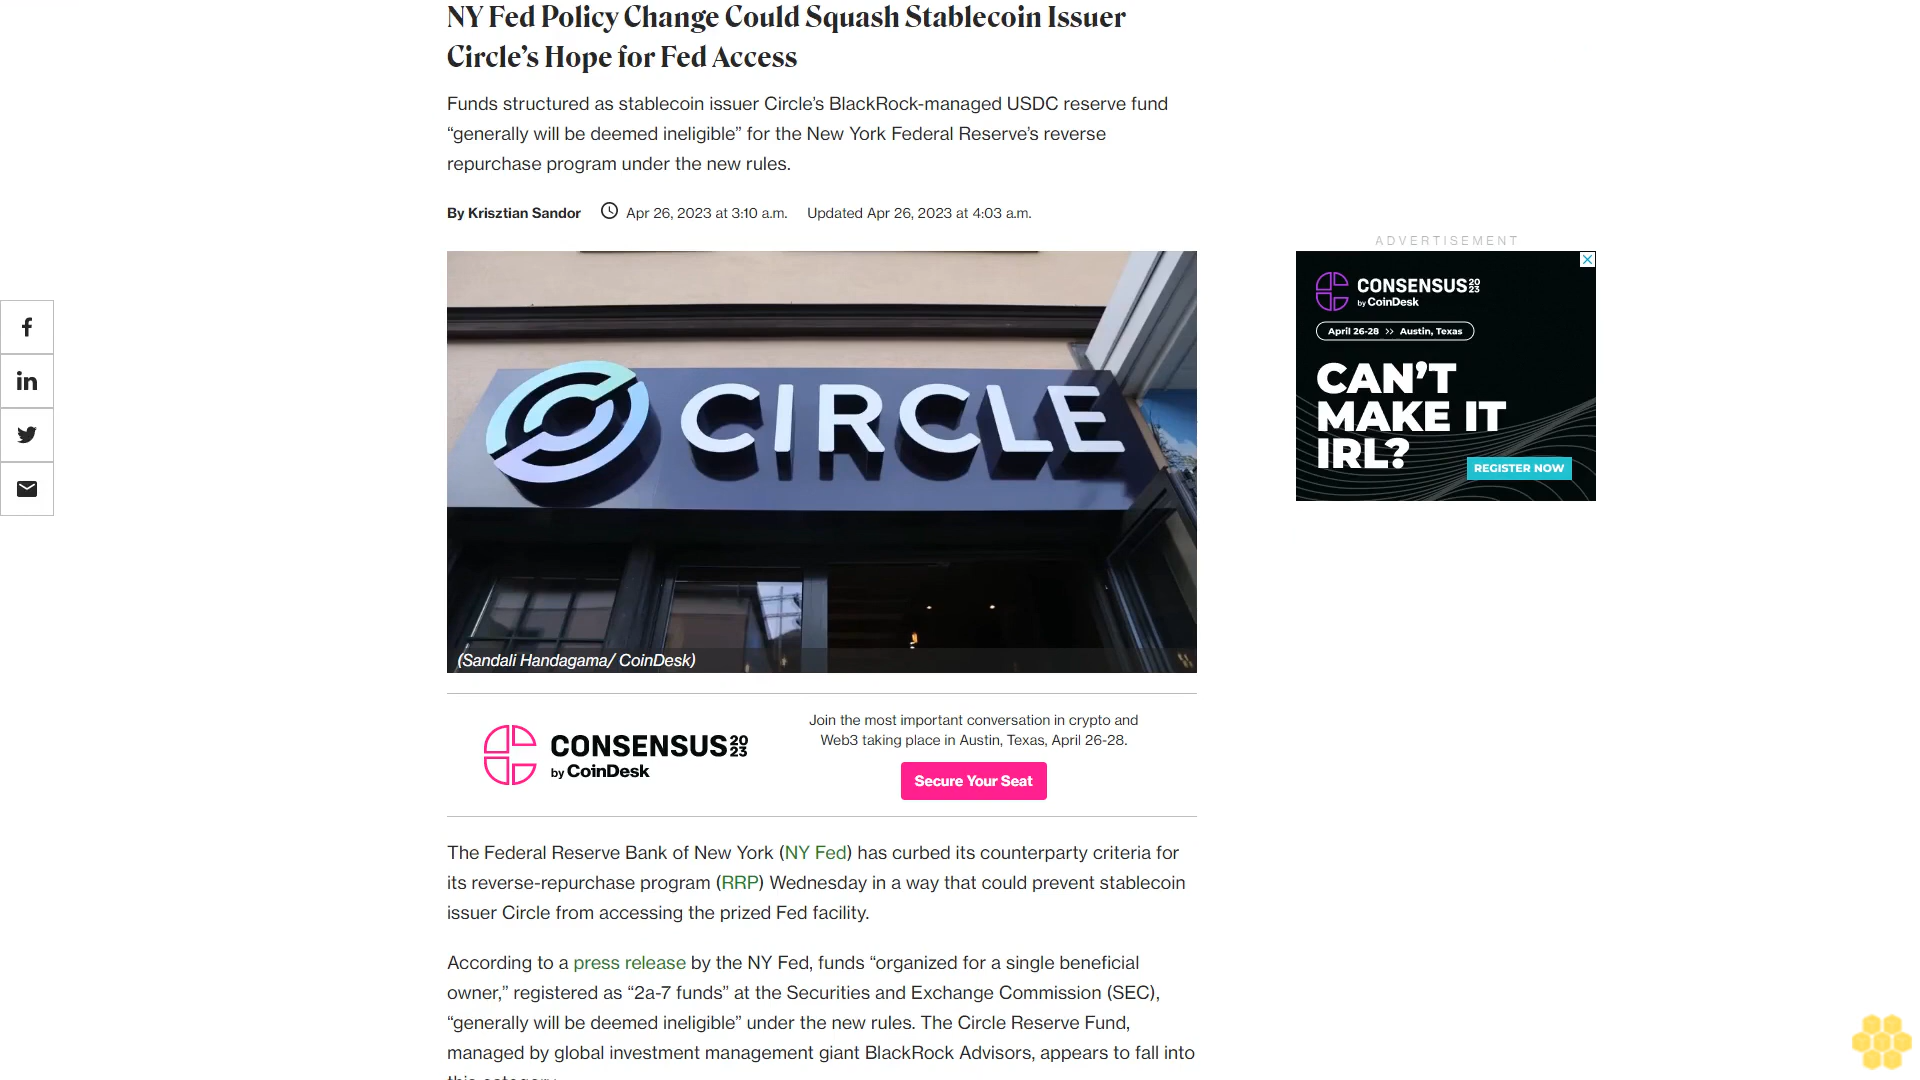 NY Fed Policy Change Could Squash Stablecoin Issuer
Circle’s Hope for Fed Access
Funds structured as stablecoin issuer Circle’s BlackRock-managed USDC reserve fund
“generally will be deemed ineligible” for the New York Federal Reserve’s reverse
repurchase program under the new rules.
By Krisztian Sandor Apr 26, 2023 at 3:10 a.m. Updated Apr 26, 2023 at 4:03 a.m.
CIRCLE
(Sandali Handagama/ CoinDesk)
ADVERTISEMENT
CONSENSUS 2023
by CoinDesk
April 26-28 >> Austin, Texas
CAN’T
MAKE IT
IRL?
REGISTER NOW
CONSENSUS 2023
by CoinDesk
Join the most important conversation in crypto and
Web3 taking place in Austin, Texas, April 26-28.
Secure Your Seat
The Federal Reserve Bank of New York (NY Fed) has curbed its counterparty criteria for
its reverse-repurchase program (RRP) Wednesday in a way that could prevent stablecoin
issuer Circle from accessing the prized Fed facility.
According to a press release by the NY Fed, funds “organized for a single beneficial
owner,” registered as “2a-7 funds” at the Securities and Exchange Commission (SEC),
“generally will be deemed ineligible” under the new rules. The Circle Reserve Fund,
managed by global investment management giant BlackRock Advisors, appears to fall into